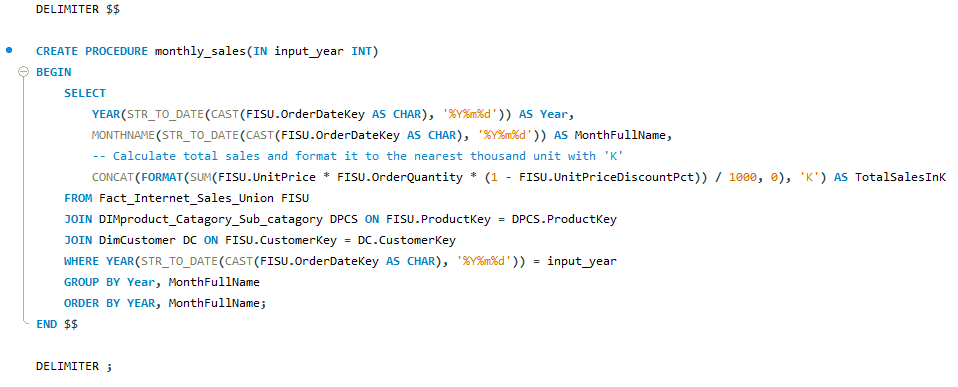 DELIMITER $$
CREATE PROCEDURE monthly_sales(IN input_year INT)
BEGIN
SELECT
YEAR(STR_TO_DATE(CAST(FISU.OrderDateKey AS CHAR), '%Y%m%d')) AS Year,
MONTHNAME(STR_TO_DATE(CAST(FISU.OrderDateKey AS CHAR), '%Y%m%d')) AS MonthFullName,
-- Calculate total sales and format it to the nearest thousand unit with 'K'
CONCAT(FORMAT(SUM(FISU.UnitPrice * FISU.OrderQuantity * (1 - FISU.UnitPriceDiscountPct)) / 1000, 0), 'K') AS TotalSalesInK
FROM Fact_Internet_Sales_Union FISU
JOIN DIMproduct_Catagory_Sub_catagory DPCS ON FISU.ProductKey = DPCS.ProductKey
JOIN DimCustomer DC ON FISU.CustomerKey = DC.CustomerKey
WHERE YEAR(STR_TO_DATE(CAST(FISU.OrderDateKey AS CHAR), '%Y%m%d')) = input_year
GROUP BY Year, MonthFullName
ORDER BY YEAR, MonthFullName;
END $$
DELIMITER ;